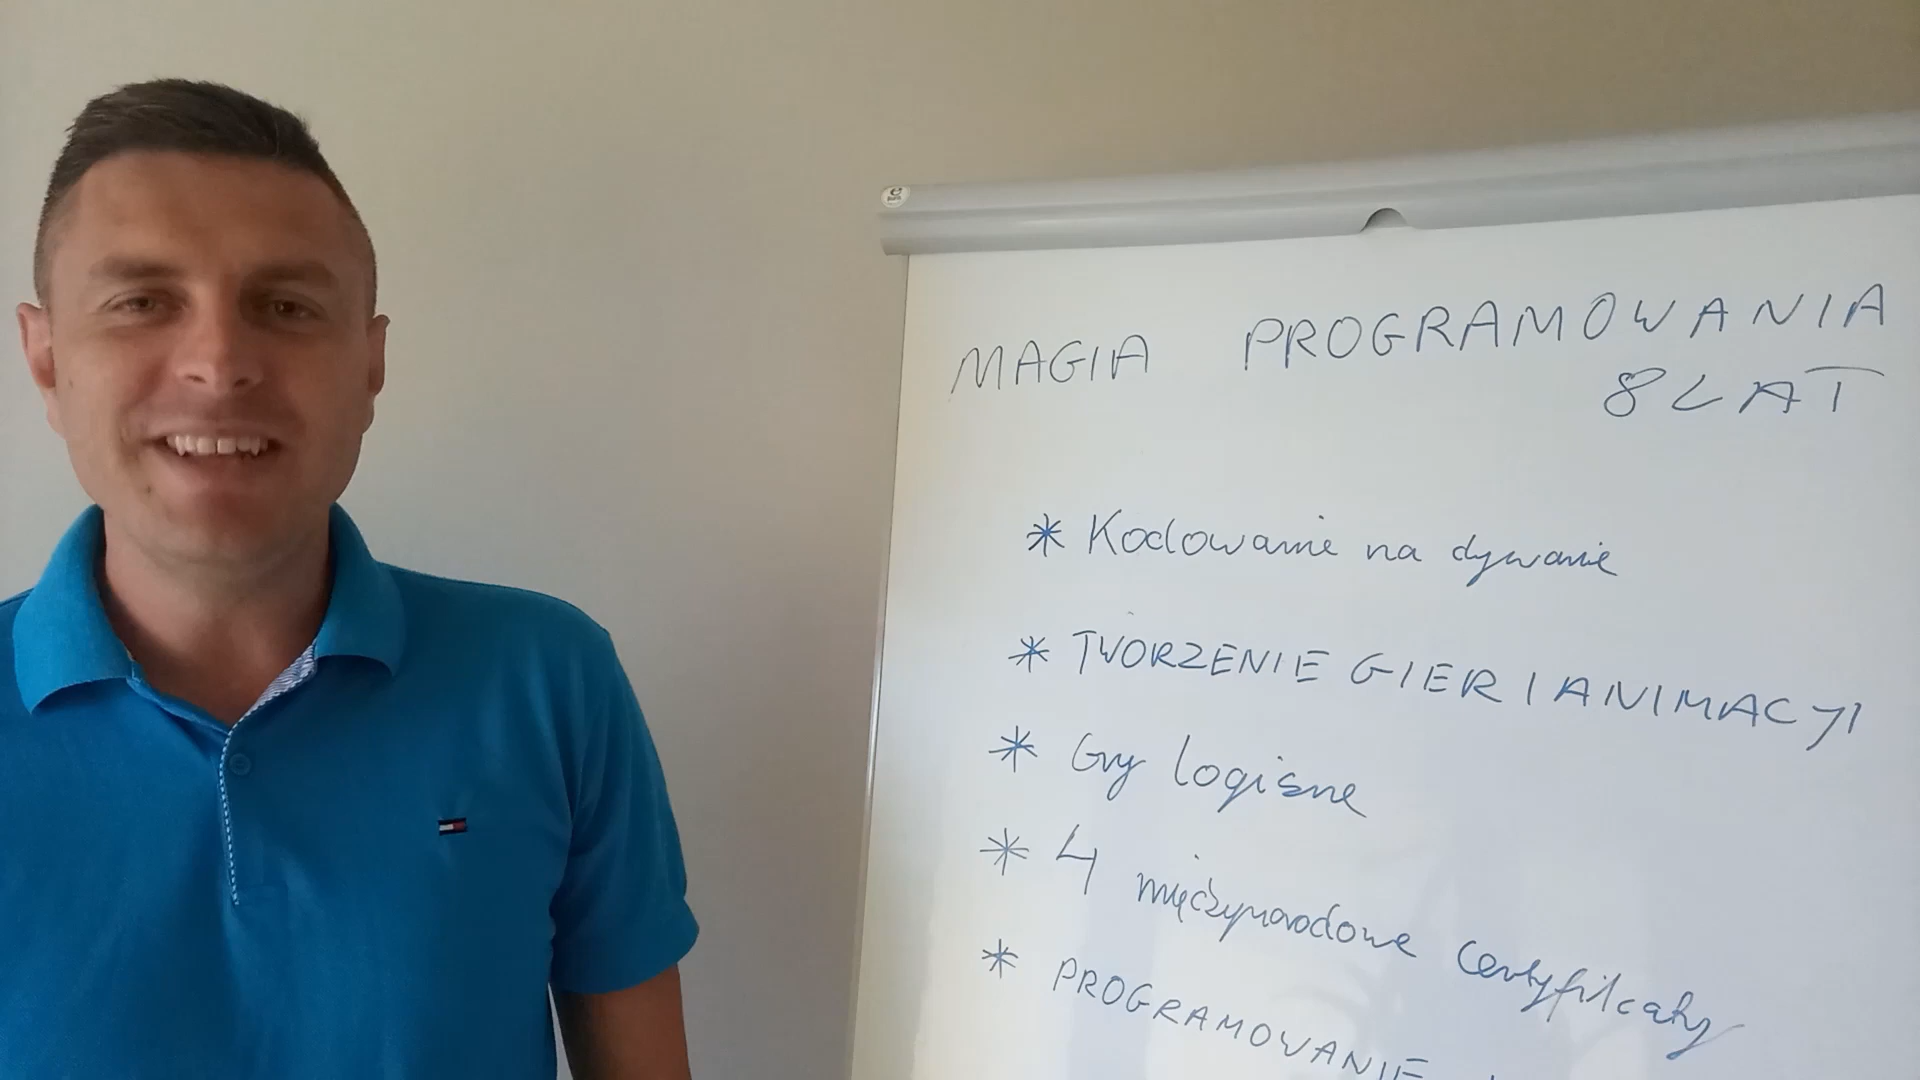 MAGIA PROGRAMOWANIA
8 LAT
* Kodowanie na dywanie
* TWORZENIE GIER I ANIMACJI
* Gry logiczne
* 4 międzynarodowe certyfikaty
* PROGRAMOWANIE